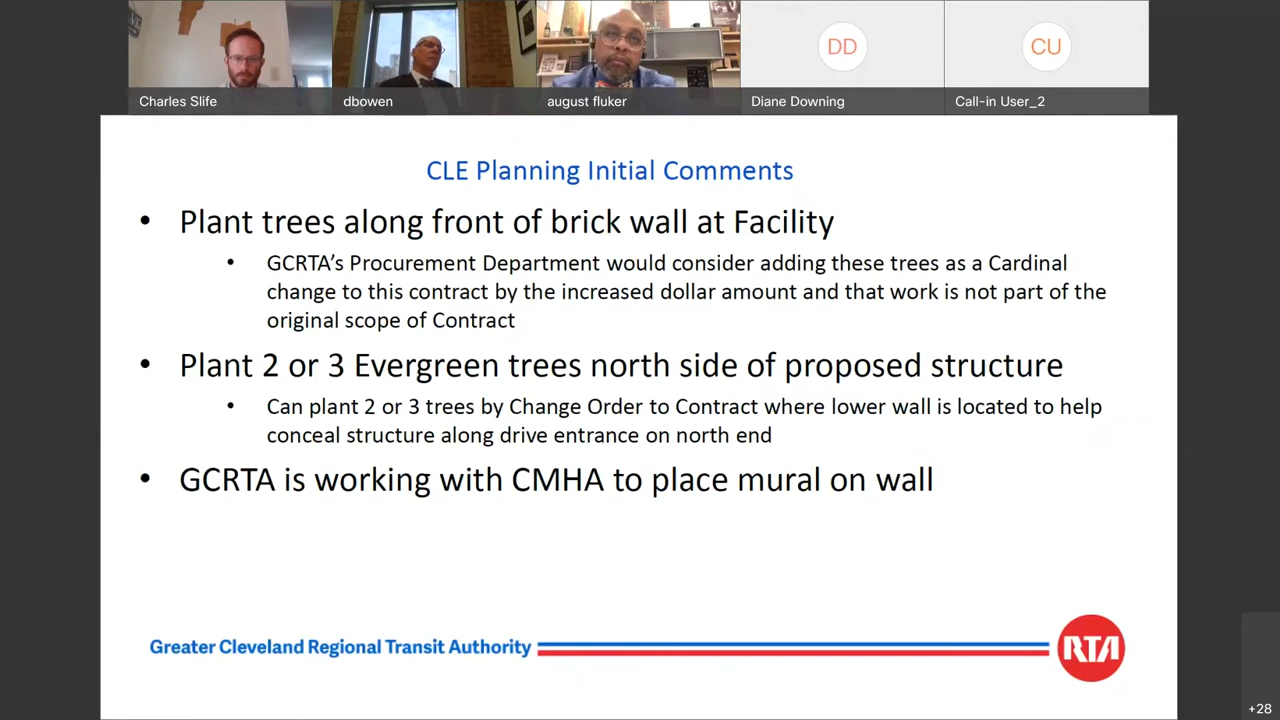 Charles Slife
dbowen
august fluker
DD
Diane Downing
CU
Call-in User_2
CLE Planning Initial Comments
• Plant trees along front of brick wall at Facility
• GCRTA's Procurement Department would consider adding these trees as a Cardinal
change to this contract by the increased dollar amount and that work is not part of the
original scope of Contract
• Plant 2 or 3 Evergreen trees north side of proposed structure
• Can plant 2 or 3 trees by Change Order to Contract where lower wall is located to help
conceal structure along drive entrance on north end
• GCRTA is working with CMHA to place mural on wall
Greater Cleveland Regional Transit Authority
RTA
+28